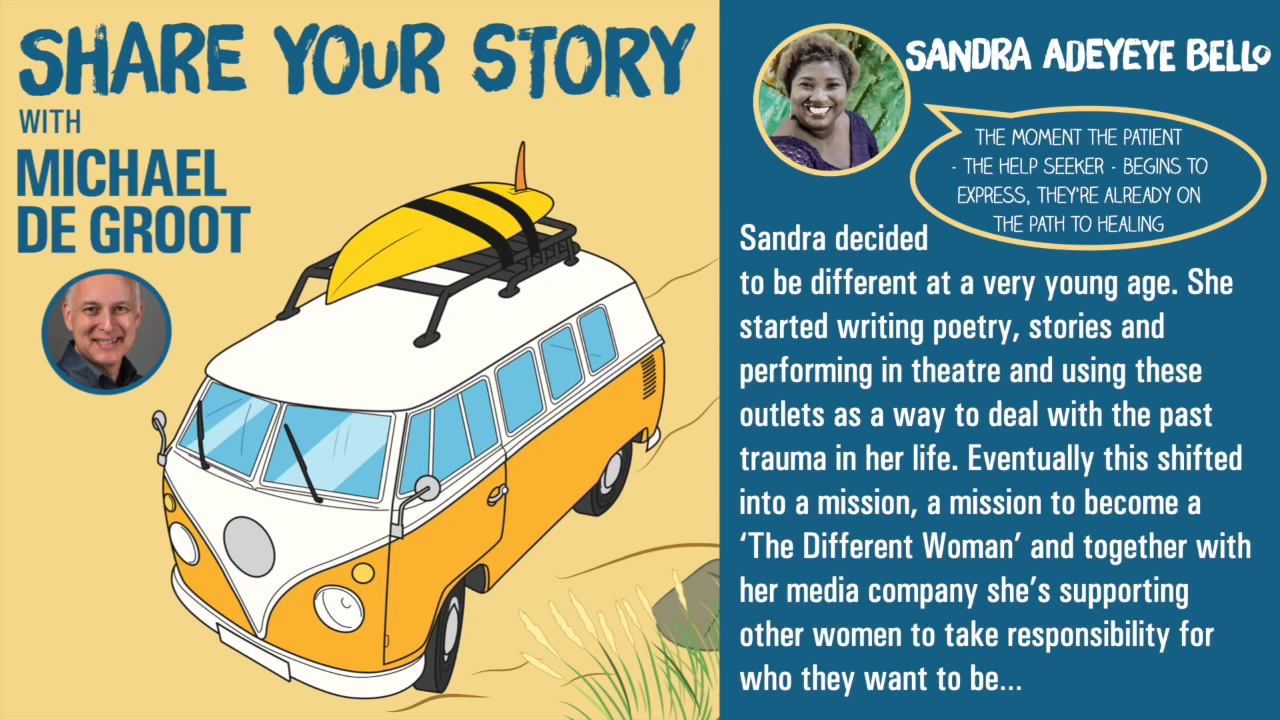 SHARE YOUR STORY
WITH
MICHAEL
DE GROOT
SANDRA ADEYEYE BELLO
THE MOMENT THE PATIENT
- THE HELP SEEKER - BEGINS TO
EXPRESS, THEY'RE ALREADY ON
THE PATH TO HEALING
Sandra decided
to be different at a very young age. She
started writing poetry, stories and
performing in theatre and using these
outlets as a way to deal with the past
trauma in her life. Eventually this shifted
into a mission, a mission to become a
‘The Different Woman’ and together with
her media company she’s supporting
other women to take responsibility for
who they want to be...